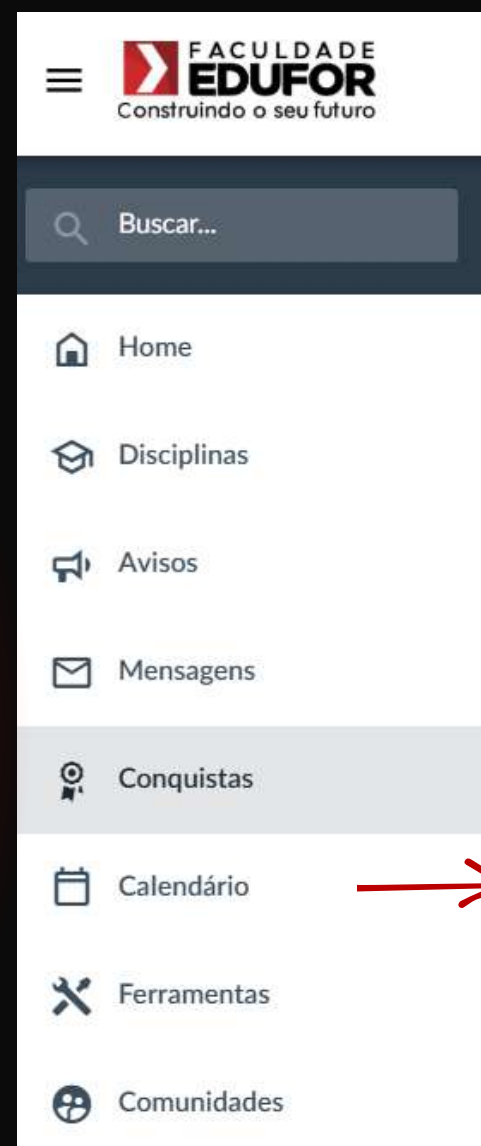 FACULDADE
EDUFOR
Construindo o seu futuro
Buscar...
Home
Disciplinas
Avisos
Mensagens
Conquistas
Calendário
Ferramentas
Comunidades